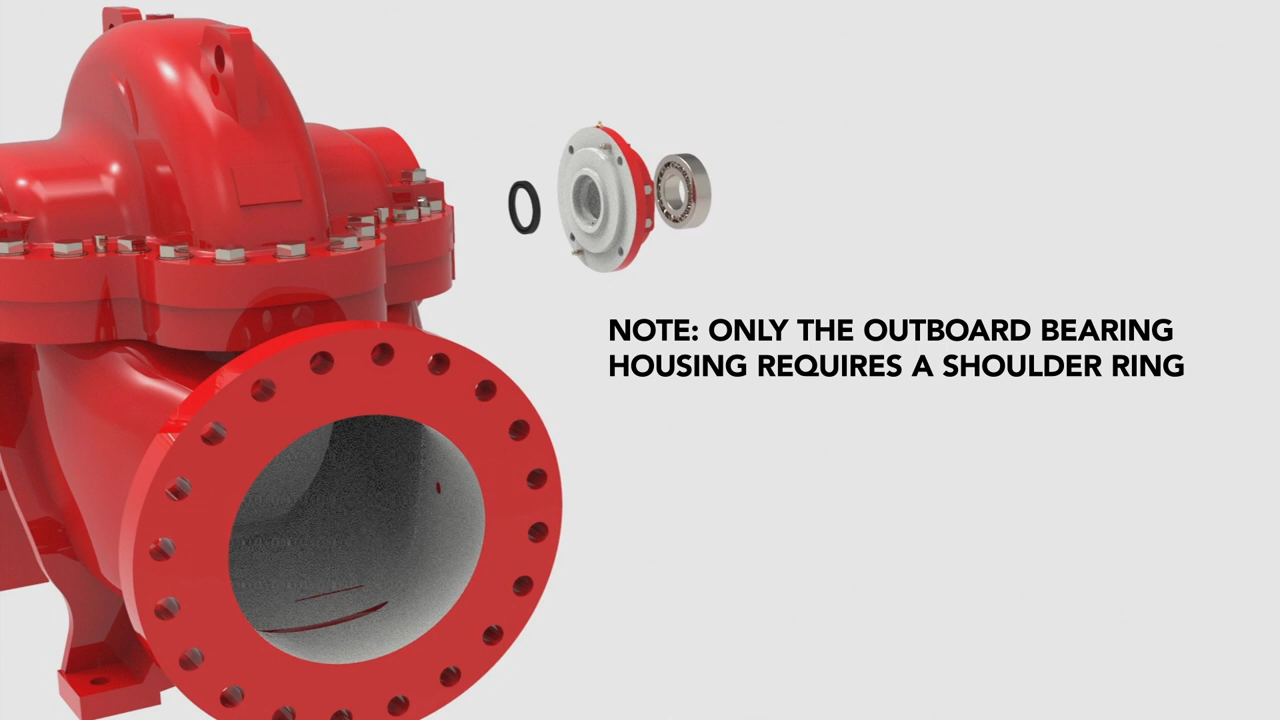 NOTE: ONLY THE OUTBOARD BEARING
HOUSING REQUIRES A SHOULDER RING